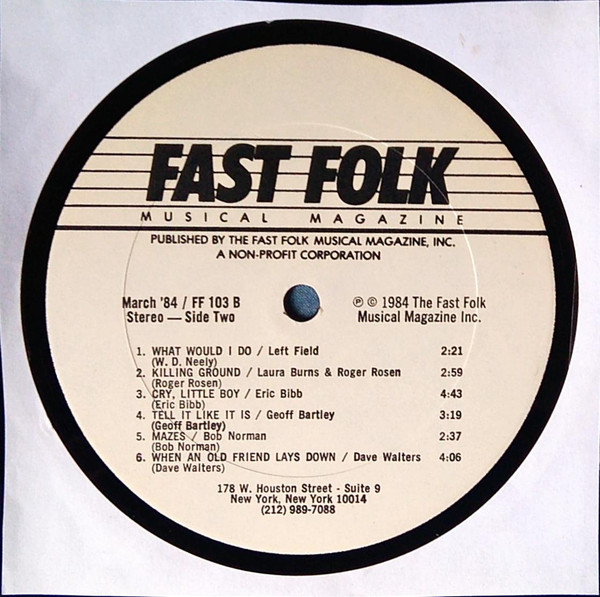 FAST FOLK
MUSICAL MAGAZINE
PUBLISHED BY THE FAST FOLK MUSICAL MAGAZINE, INC.
A NON-PROFIT CORPORATION
March '84 / FF 103 B
Stereo — Side Two
℗ © 1984 The Fast Folk
Musical Magazine Inc.
1. WHAT WOULD I DO / Left Field 2:21
(W. D. Neely)
2. KILLING GROUND / Laura Burns & Roger Rosen 2:59
(Roger Rosen)
3. CRY, LITTLE BOY / Eric Bibb 4:43
(Eric Bibb)
4. TELL IT LIKE IT IS / Geoff Bartley 3:19
(Geoff Bartley)
5. MAZES / Bob Norman 2:37
(Bob Norman)
6. WHEN AN OLD FRIEND LAYS DOWN / Dave Walters 4:06
(Dave Walters)
178 W. Houston Street - Suite 9
New York, New York 10014
(212) 989-7088